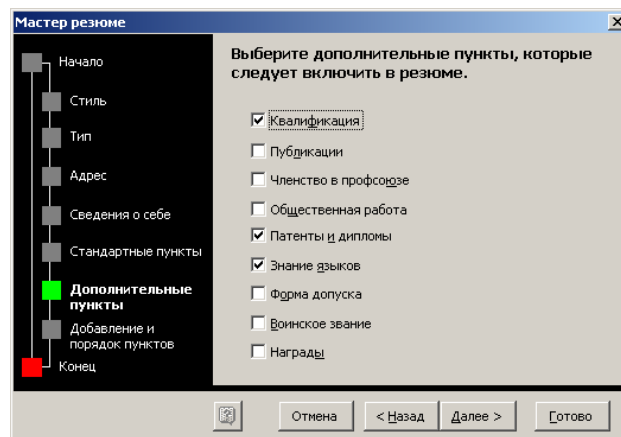 Мастер резюме
Начало
Стиль
Тип
Адрес
Сведения о себе
Стандартные пункты
Дополнительные
пункты
Добавление и
порядок пунктов
Конец
Выберите дополнительные пункты, которые
следует включить в резюме.
Квалификация
Публикации
Членство в профсоюзе
Общественная работа
Патенты и дипломы
Знание языков
Форма допуска
Воинское звание
Награды
Отмена
< Назад
Далее >
Готово